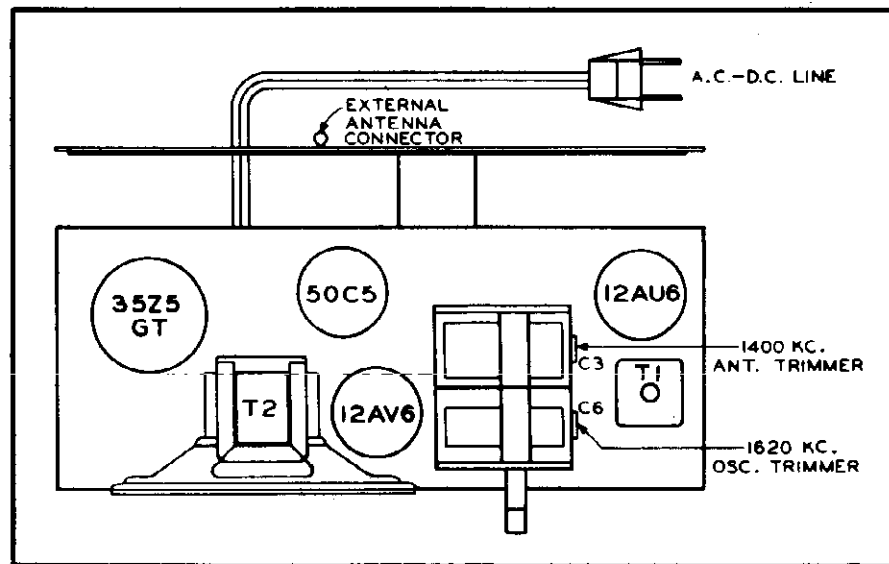 A.C.-D.C. LINE
EXTERNAL
ANTENNA
CONNECTOR
35Z5
GT
50C5
12AU6
1400 KC.
ANT. TRIMMER
C3
T1
T2
12AV6
C6
1620 KC.
OSC. TRIMMER